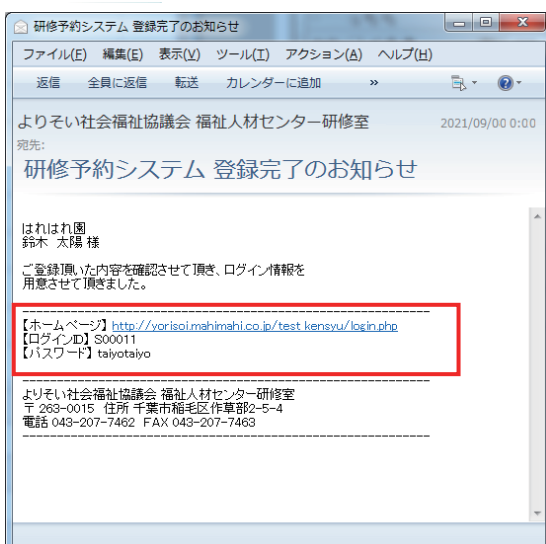 研修予約システム 登録完了のお知らせ
ファイル(F) 編集(E) 表示(V) ツール(T) アクション(A) ヘルプ(H)
返信 全員に返信 転送 カレンダーに追加 »
よりそい社会福祉協議会 福祉人材センター研修室 2021/09/00 0:00
宛先:
研修予約システム 登録完了のお知らせ
はれはれ園
鈴木 太陽 様
ご登録頂いた内容を確認させて頂き、ログイン情報を
用意させて頂きました。
【ホームページ】 http://yorisoi.mahimahi.co.jp/test kensyu/login.php
【ログインID】 S00011
【パスワード】 taiyotaiyo
よりそい社会福祉協議会 福祉人材センター研修室
〒 263-0015 住所 千葉市稲毛区作草部2-5-4
電話 043-207-7462 FAX 043-207-7463